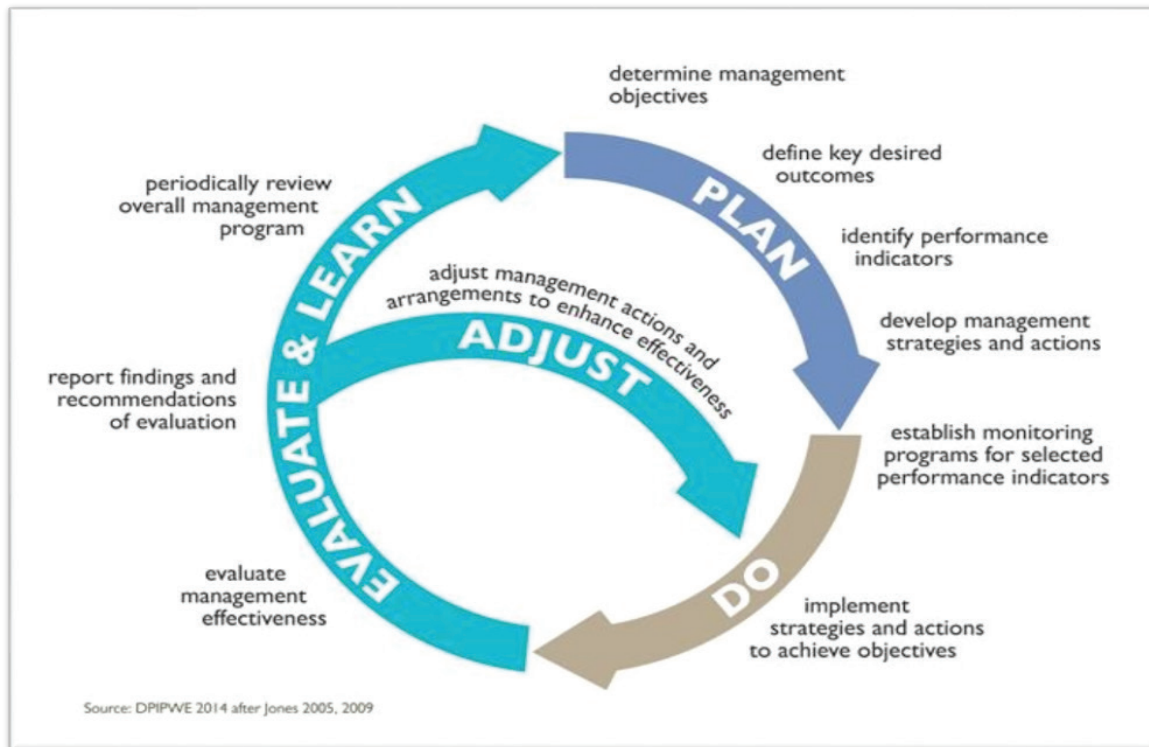 determine management
objectives
define key desired
outcomes
PLAN
identify performance
indicators
develop management
strategies and actions
establish monitoring
programs for selected
performance indicators
DO
implement
strategies and actions
to achieve objectives
evaluate
management
effectiveness
EVALUATE & LEARN
report findings and
recommendations
of evaluation
periodically review
overall management
program
adjust management actions and
arrangements to enhance effectiveness
ADJUST
Source: DPIPWE 2014 after Jones 2005, 2009